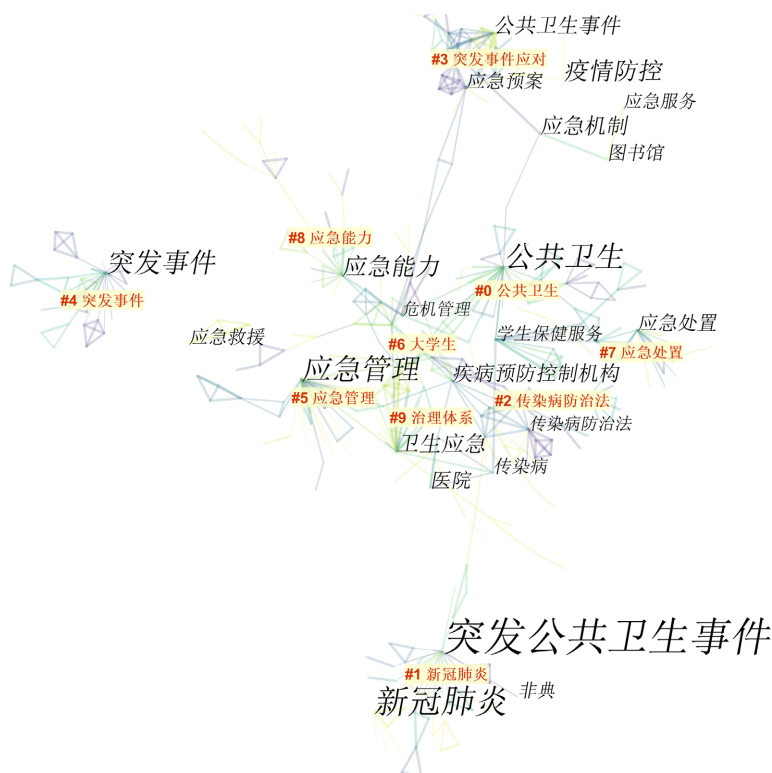 公共卫生事件
#3 突发事件应对
疫情防控
应急预案
应急服务
应急机制
图书馆
#8 应急能力
公共卫生
突发事件
应急能力
#0 公共卫生
#4 突发事件
危机管理
应急处置
学生保健服务
应急救援
#6 大学生
#7 应急处置
应急管理
疾病预防控制机构
#5 应急管理
#2 传染病防治法
#9 治理体系
传染病防治法
卫生应急
传染病
医院
突发公共卫生事件
#1 新冠肺炎
非典
新冠肺炎